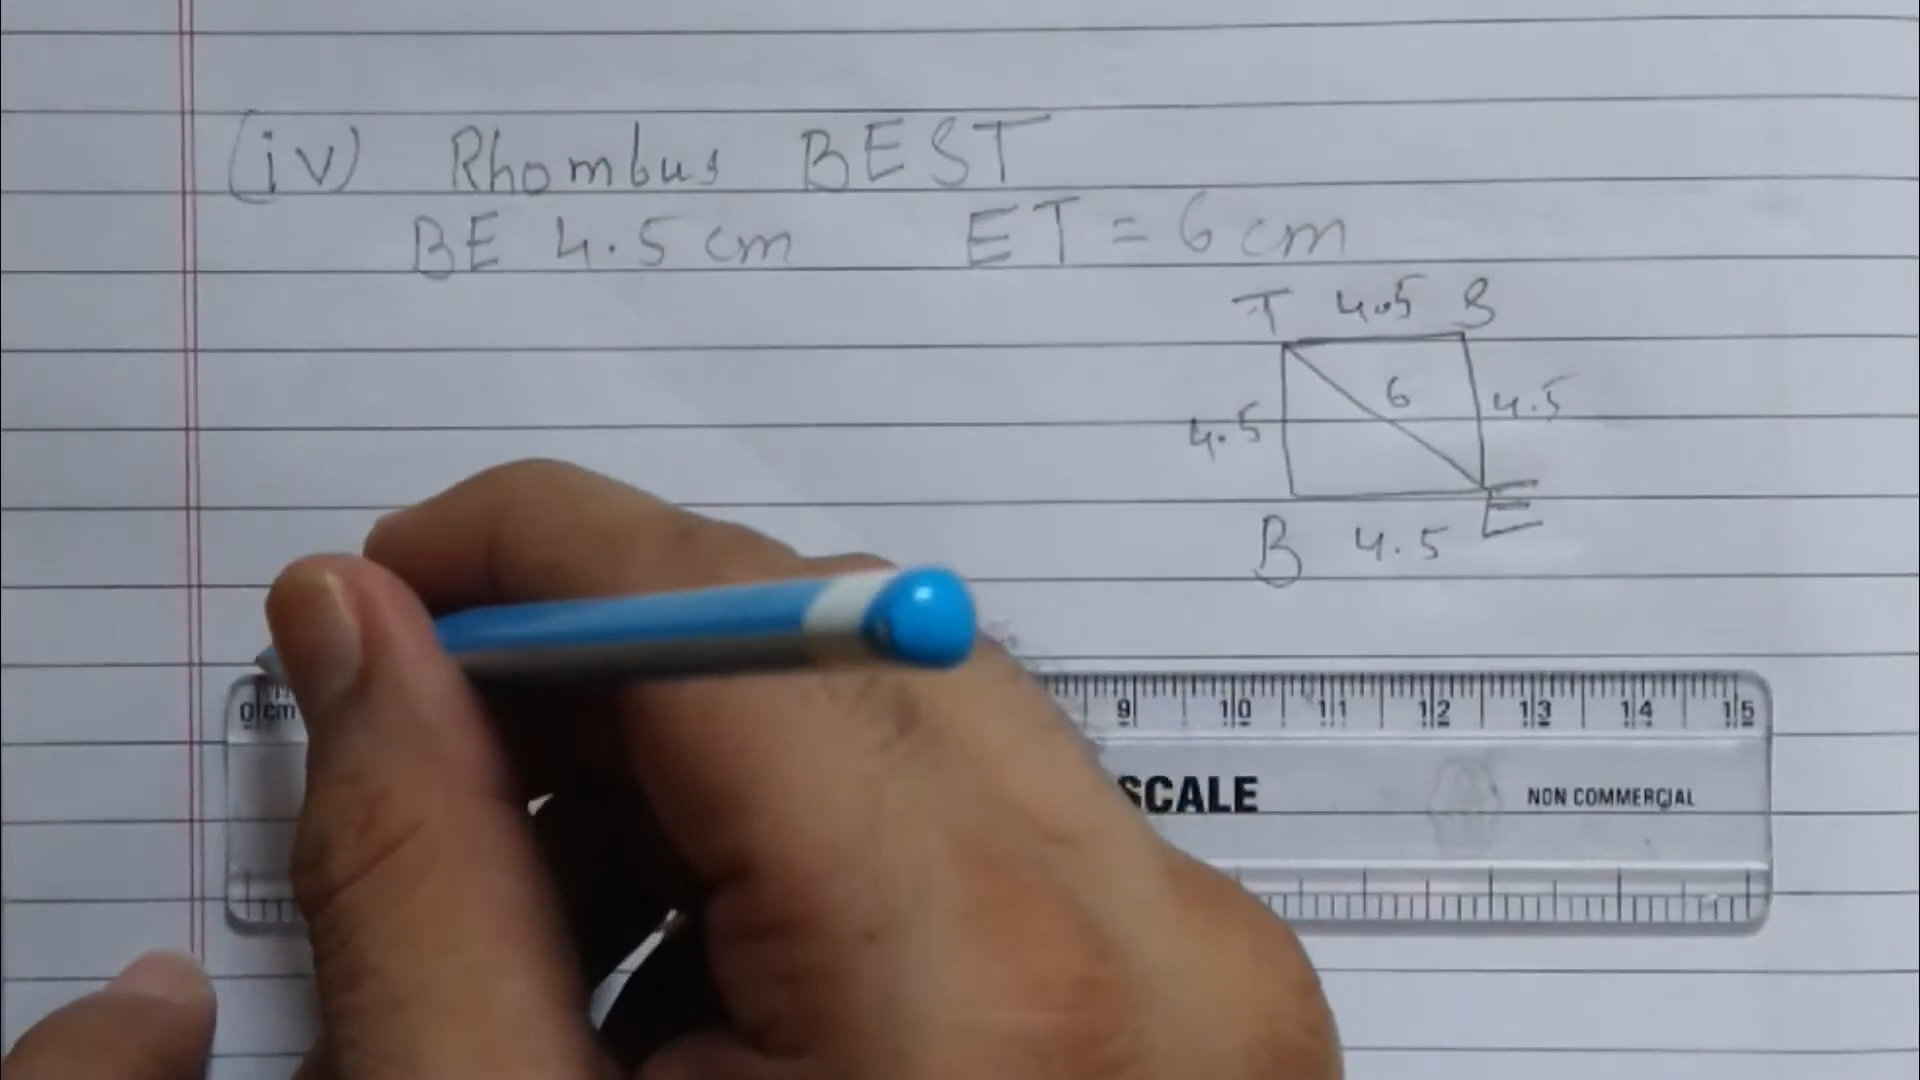 (iv) Rhombus BEST
BE 4.5 cm ET = 6 cm
T 4.5 S
6
4.5
4.5
B 4.5 E
0 cm 9 10 11 12 13 14 15
SCALE NON COMMERCIAL